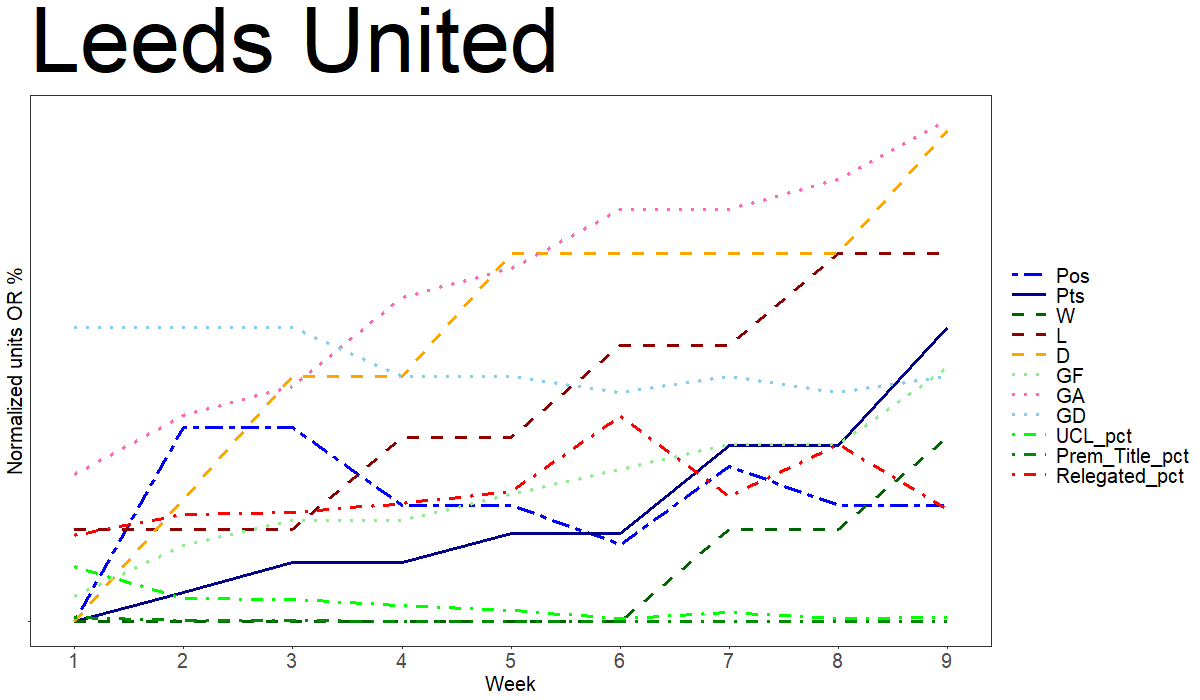 Leeds United
Normalized units OR %
1 2 3 4 5 6 7 8 9
Week
Pos
Pts
W
L
D
GF
GA
GD
UCL_pct
Prem_Title_pct
Relegated_pct